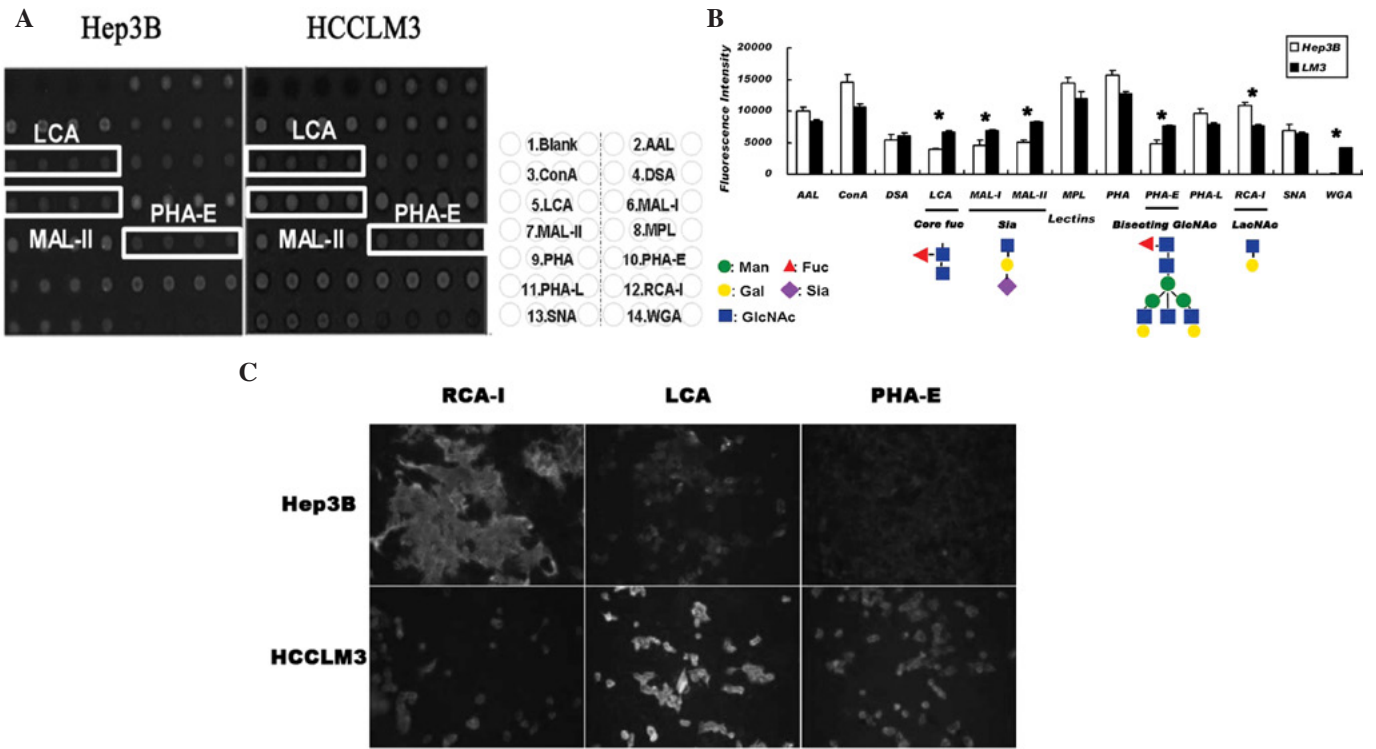 A
Hep3B
HCCLM3
LCA
LCA
PHA-E
PHA-E
MAL-II
MAL-II
1.Blank
2.AAL
3.ConA
4.DSA
5.LCA
6.MAL-I
7.MAL-II
8.MPL
9.PHA
10.PHA-E
11.PHA-L
12.RCA-I
13.SNA
14.WGA
B
Fluorescence Intensity
20000
15000
10000
5000
0
Hep3B
LM3
* * * * * *
AAL ConA DSA LCA MAL-I MAL-II MPL PHA PHA-E PHA-L RCA-I SNA WGA
Lectins
Core fuc
Sia
Bisecting GlcNAc
LacNAc
: Man
: Fuc
: Gal
: Sia
: GlcNAc
C
RCA-I
LCA
PHA-E
Hep3B
HCCLM3